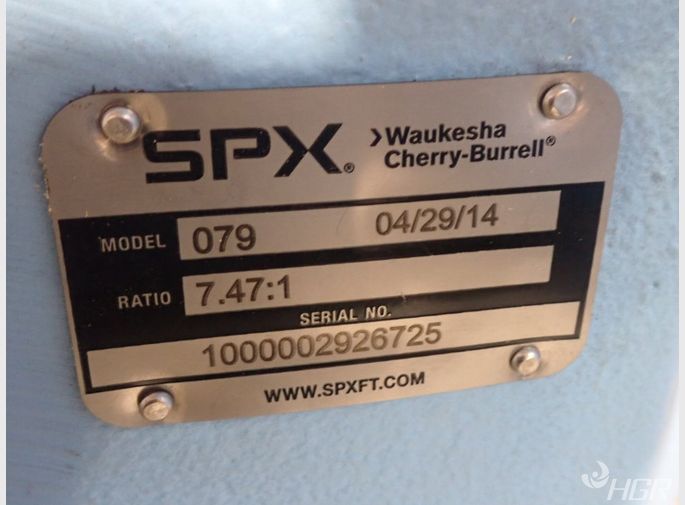 SPX® Waukesha
Cherry-Burrell®
MODEL 079 04/29/14
RATIO 7.47:1
SERIAL NO.
1000002926725
WWW.SPXFT.COM
HGR